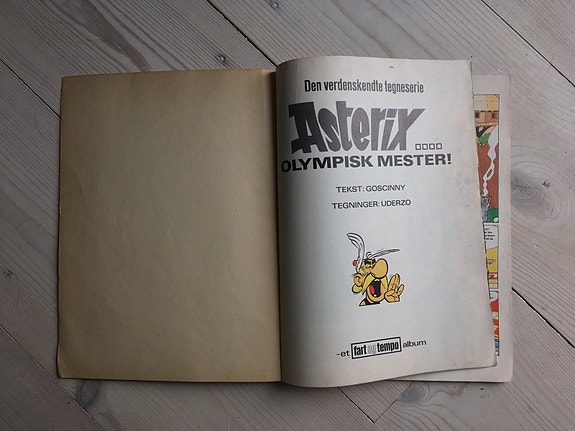 Den verdenskendte tegneserie
Asterix ....
OLYMPISK MESTER!
TEKST: GOSCINNY
TEGNINGER: UDERZO
-et fart og tempo album